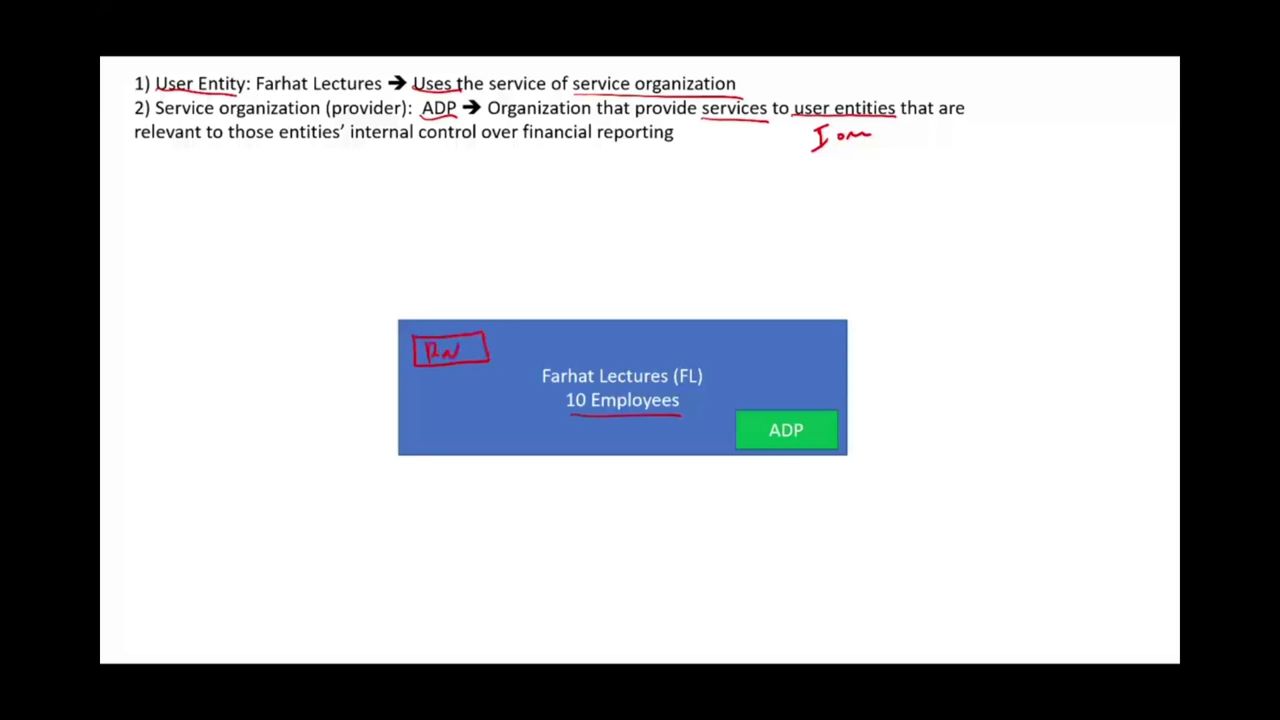 1) User Entity: Farhat Lectures → Uses the service of service organization
2) Service organization (provider): ADP → Organization that provide services to user entities that are
relevant to those entities’ internal control over financial reporting
I am
Farhat Lectures (FL)
10 Employees
ADP